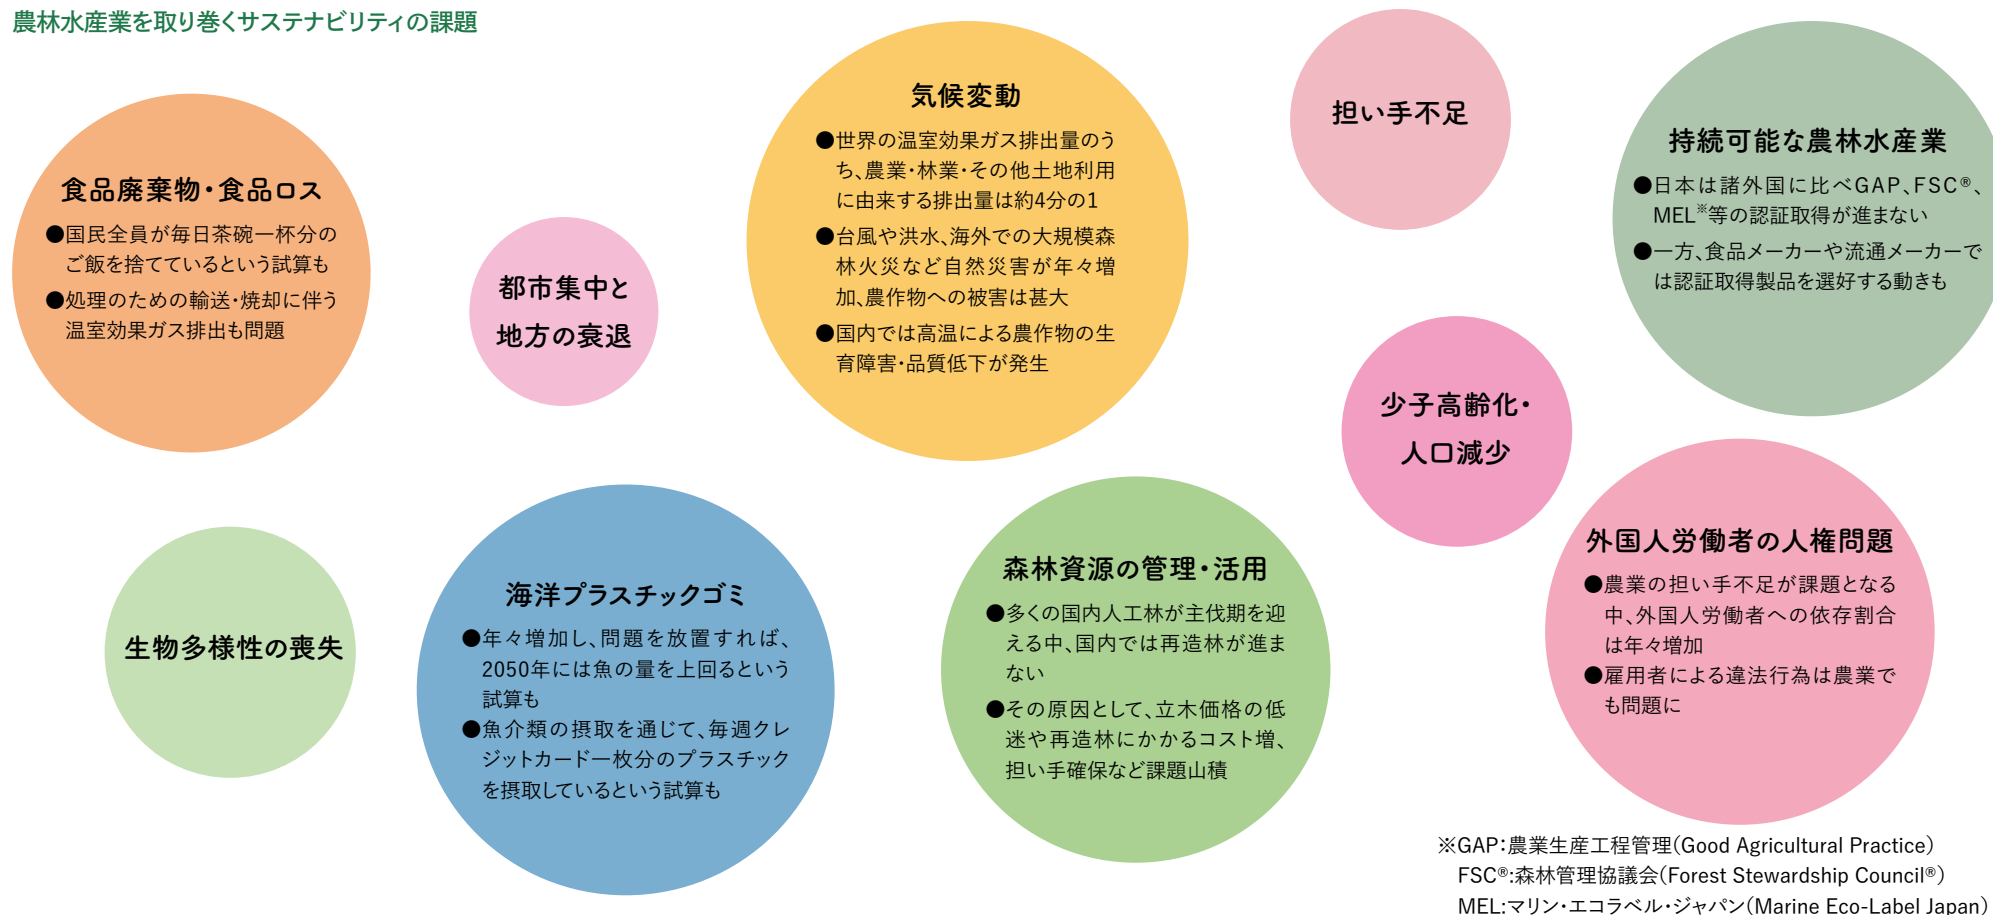 農林水産業を取り巻くサステナビリティの課題
食品廃棄物・食品ロス
●国民全員が毎日茶碗一杯分の
ご飯を捨てているという試算も
●処理のための輸送・焼却に伴う
温室効果ガス排出も問題
都市集中と
地方の衰退
気候変動
●世界の温室効果ガス排出量のう
ち、農業・林業・その他土地利用
に由来する排出量は約4分の1
●台風や洪水、海外での大規模森
林火災など自然災害が年々増
加、農作物への被害は甚大
●国内では高温による農作物の生
育障害・品質低下が発生
担い手不足
持続可能な農林水産業
●日本は諸外国に比べGAP、FSC®、
MEL※等の認証取得が進まない
●一方、食品メーカーや流通メーカーで
は認証取得製品を選好する動きも
少子高齢化・
人口減少
生物多様性の喪失
海洋プラスチックゴミ
●年々増加し、問題を放置すれば、
2050年には魚の量を上回るという
試算も
●魚介類の摂取を通じて、毎週クレ
ジットカード一枚分のプラスチック
を摂取しているという試算も
森林資源の管理・活用
●多くの国内人工林が主伐期を迎
える中、国内では再造林が進ま
ない
●その原因として、立木価格の低
迷や再造林にかかるコスト増、
担い手確保など課題山積
外国人労働者の人権問題
●農業の担い手不足が課題となる
中、外国人労働者への依存割合
は年々増加
●雇用者による違法行為は農業で
も問題に
※GAP：農業生産工程管理(Good Agricultural Practice)
FSC®:森林管理協議会(Forest Stewardship Council®)
MEL:マリン・エコラベル・ジャパン(Marine Eco-Label Japan)